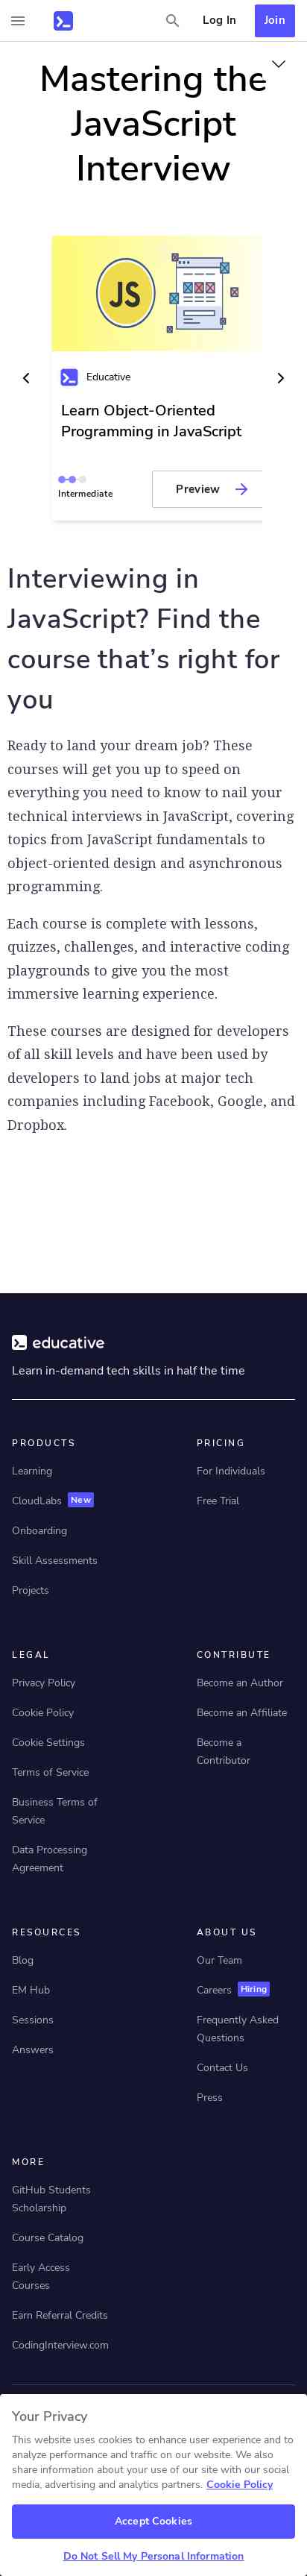 Log In
Join
Mastering the
JavaScript
Interview
JS
Educative
Learn Object-Oriented
Programming in JavaScript
Intermediate
Preview
Interviewing in
JavaScript? Find the
course that’s right for
you
Ready to land your dream job? These
courses will get you up to speed on
everything you need to know to nail your
technical interviews in JavaScript, covering
topics from JavaScript fundamentals to
object-oriented design and asynchronous
programming.
Each course is complete with lessons,
quizzes, challenges, and interactive coding
playgrounds to give you the most
immersive learning experience.
These courses are designed for developers
of all skill levels and have been used by
developers to land jobs at major tech
companies including Facebook, Google, and
Dropbox.
educative
Learn in-demand tech skills in half the time
PRODUCTS
Learning
CloudLabs New
Onboarding
Skill Assessments
Projects
PRICING
For Individuals
Free Trial
LEGAL
Privacy Policy
Cookie Policy
Cookie Settings
Terms of Service
Business Terms of
Service
Data Processing
Agreement
CONTRIBUTE
Become an Author
Become an Affiliate
Become a
Contributor
RESOURCES
Blog
EM Hub
Sessions
Answers
ABOUT US
Our Team
Careers Hiring
Frequently Asked
Questions
Contact Us
Press
MORE
GitHub Students
Scholarship
Course Catalog
Early Access
Courses
Earn Referral Credits
CodingInterview.com
Your Privacy
This website uses cookies to enhance user experience and to
analyze performance and traffic on our website. We also
share information about your use of our site with our social
media, advertising and analytics partners. Cookie Policy
Accept Cookies
Do Not Sell My Personal Information